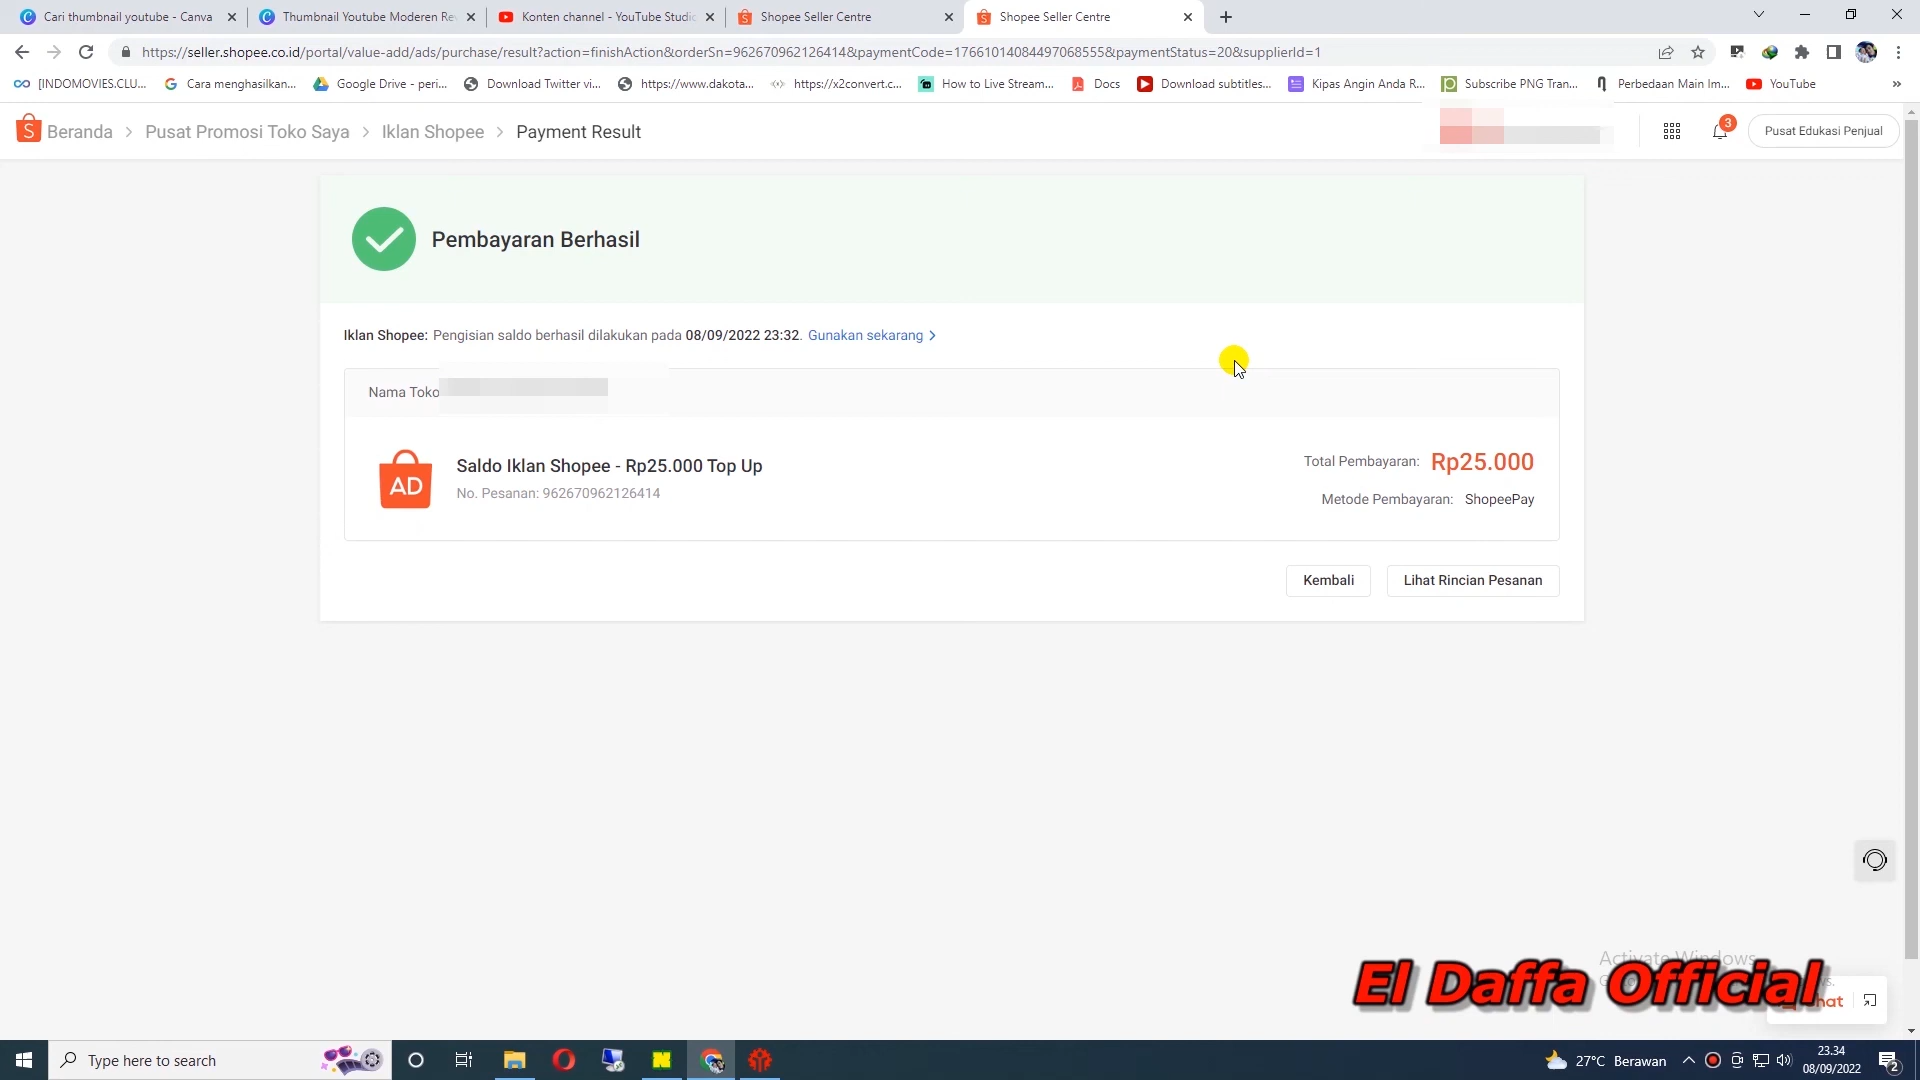 Cari thumbnail youtube - Canva
Thumbnail Youtube Moderen Re
Konten channel - YouTube Studi
Shopee Seller Centre
Shopee Seller Centre
https://seller.shopee.co.id/portal/value-add/ads/purchase/result?action=finishAction&orderSn=962670962126414&paymentCode=17661014084497068555&paymentStatus=20&supplierId=1
[INDOMOVIES.CLU...
Cara menghasilkan...
Google Drive - peri...
Download Twitter vi...
https://www.dakota...
https://x2convert.c...
How to Live Stream...
Docs
Download subtitles...
Kipas Angin Anda R...
Subscribe PNG Tran...
Perbedaan Main Im...
YouTube
»
Beranda > Pusat Promosi Toko Saya > Iklan Shopee > Payment Result
3
Pusat Edukasi Penjual
Pembayaran Berhasil
Iklan Shopee: Pengisian saldo berhasil dilakukan pada 08/09/2022 23:32. Gunakan sekarang >
Nama Toko
AD
Saldo Iklan Shopee - Rp25.000 Top Up
No. Pesanan: 962670962126414
Total Pembayaran: Rp25.000
Metode Pembayaran: ShopeePay
Kembali
Lihat Rincian Pesanan
Activate Windows
El Daffa Official
Type here to search
27°C Berawan
23.34
08/09/2022
2